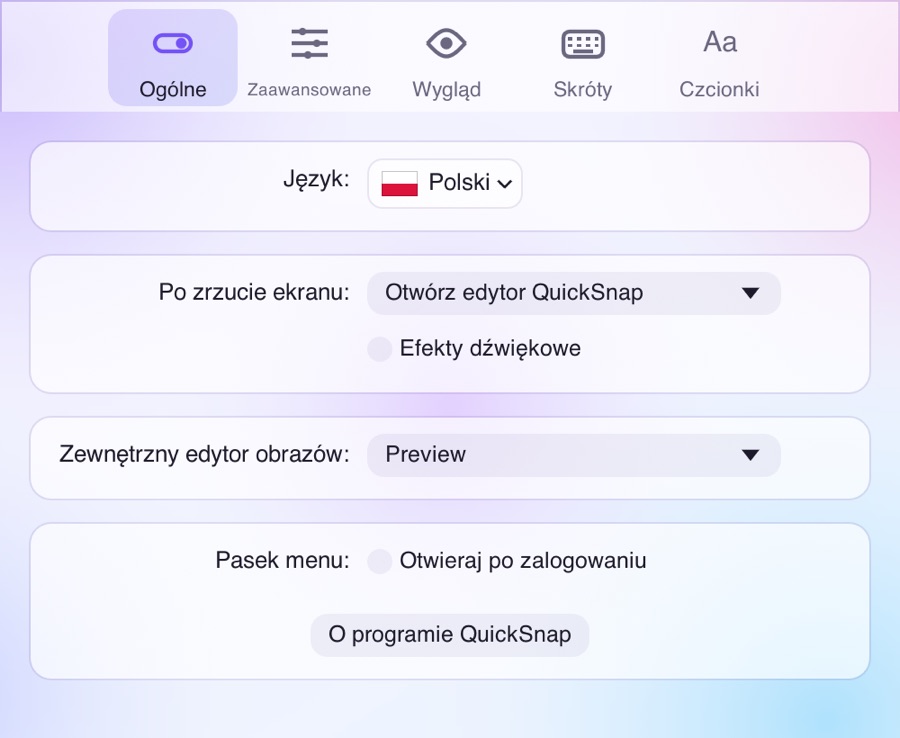 Aa
Ogólne Zaawansowane Wygląd Skróty Czcionki
Język: Polski
Po zrzucie ekranu: Otwórz edytor QuickSnap
Efekty dźwiękowe
Zewnętrzny edytor obrazów: Preview
Pasek menu: Otwieraj po zalogowaniu
O programie QuickSnap